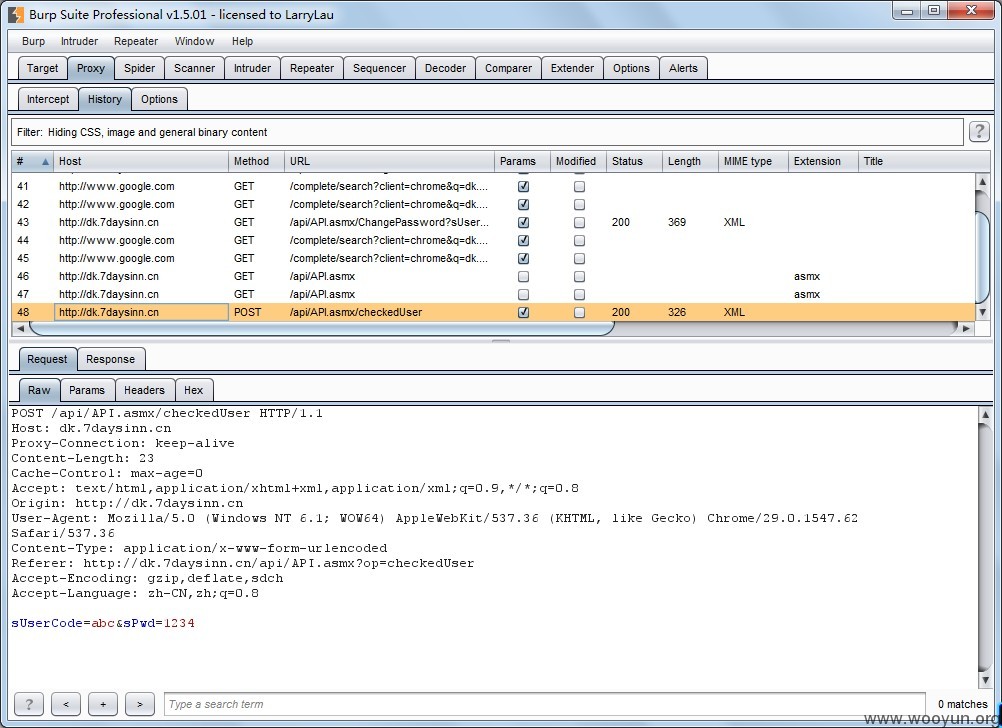 Burp Suite Professional v1.5.01 - licensed to LarryLau
Burp Intruder Repeater Window Help
Target Proxy Spider Scanner Intruder Repeater Sequencer Decoder Comparer Extender Options Alerts
Intercept History Options
Filter: Hiding CSS, image and general binary content ?
# Host Method URL Params Modified Status Length MIME type Extension Title
41 http://www.google.com GET /complete/search?client=chrome&q=dk....
42 http://www.google.com GET /complete/search?client=chrome&q=dk....
43 http://dk.7daysinn.cn GET /api/API.asmx/ChangePassword?sUser... 200 369 XML
44 http://www.google.com GET /complete/search?client=chrome&q=dk....
45 http://www.google.com GET /complete/search?client=chrome&q=dk....
46 http://dk.7daysinn.cn GET /api/API.asmx asmx
47 http://dk.7daysinn.cn GET /api/API.asmx asmx
48 http://dk.7daysinn.cn POST /api/API.asmx/checkedUser 200 326 XML
Request Response
Raw Params Headers Hex
POST /api/API.asmx/checkedUser HTTP/1.1
Host: dk.7daysinn.cn
Proxy-Connection: keep-alive
Content-Length: 23
Cache-Control: max-age=0
Accept: text/html,application/xhtml+xml,application/xml;q=0.9,*/*;q=0.8
Origin: http://dk.7daysinn.cn
User-Agent: Mozilla/5.0 (Windows NT 6.1; WOW64) AppleWebKit/537.36 (KHTML, like Gecko) Chrome/29.0.1547.62
Safari/537.36
Content-Type: application/x-www-form-urlencoded
Referer: http://dk.7daysinn.cn/api/API.asmx?op=checkedUser
Accept-Encoding: gzip,deflate,sdch
Accept-Language: zh-CN,zh;q=0.8
sUserCode=abc&sPwd=1234
? < + > Type a search term 0 matches
www.wooyun.org